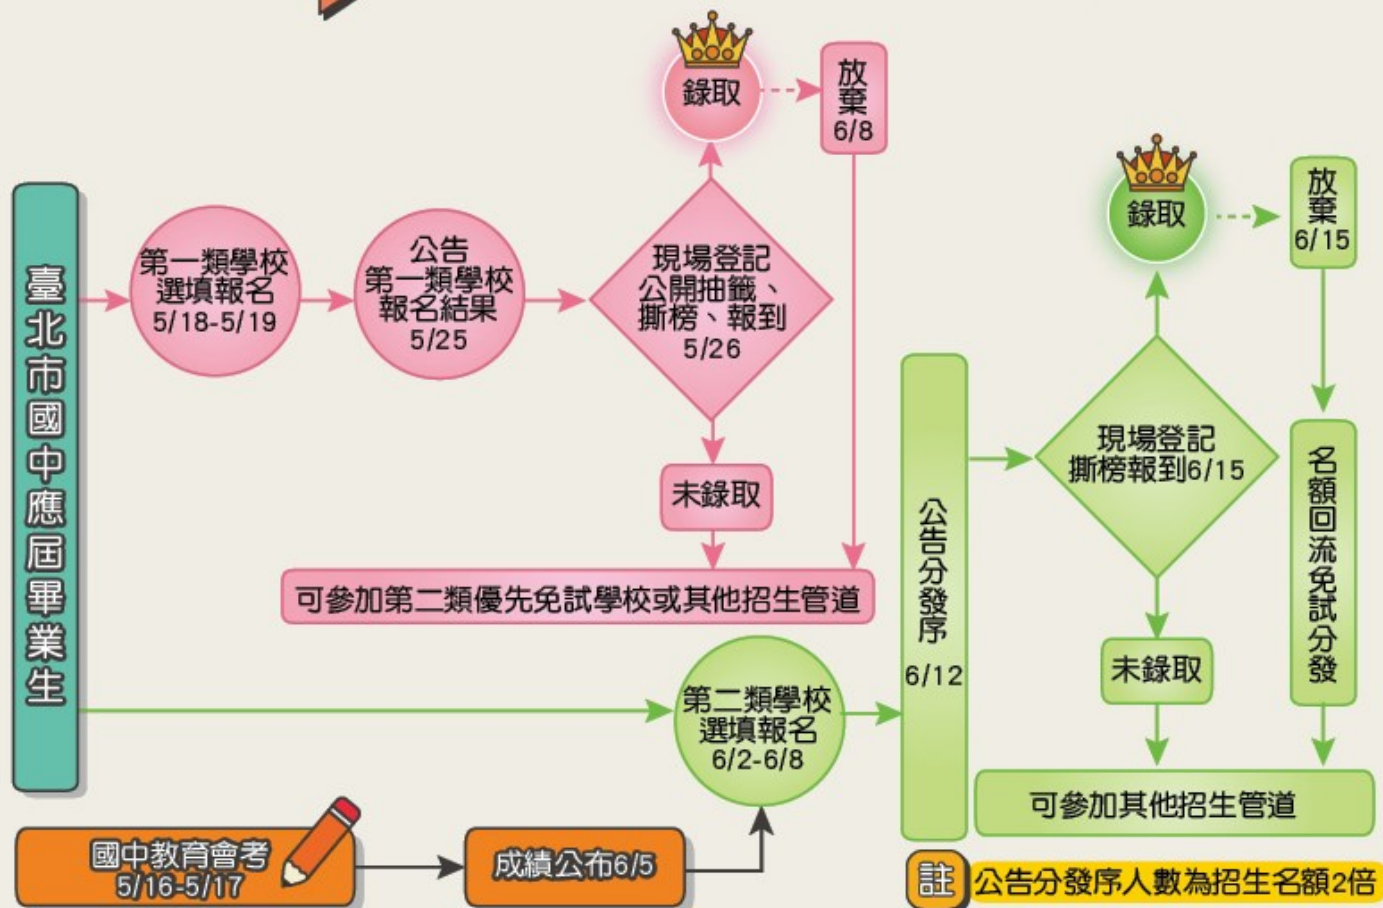 臺北市國中應屆畢業生
第一類學校
選填報名
5/18-5/19
公告
第一類學校
報名結果
5/25
現場登記
公開抽籤、
撕榜、報到
5/26
錄取
放棄
6/8
未錄取
可參加第二類優先免試學校或其他招生管道
第二類學校
選填報名
6/2-6/8
國中教育會考
5/16-5/17
成績公布6/5
公告分發序
6/12
現場登記
撕榜報到6/15
錄取
放棄
6/15
名額回流免試分發
未錄取
可參加其他招生管道
註 公告分發序人數為招生名額2倍